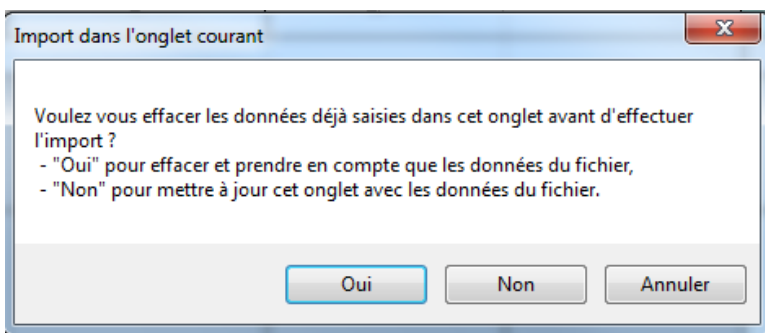 Import dans l'onglet courant
Voulez vous effacer les données déjà saisies dans cet onglet avant d'effectuer
l'import ?
- "Oui" pour effacer et prendre en compte que les données du fichier,
- "Non" pour mettre à jour cet onglet avec les données du fichier.
Oui Non Annuler